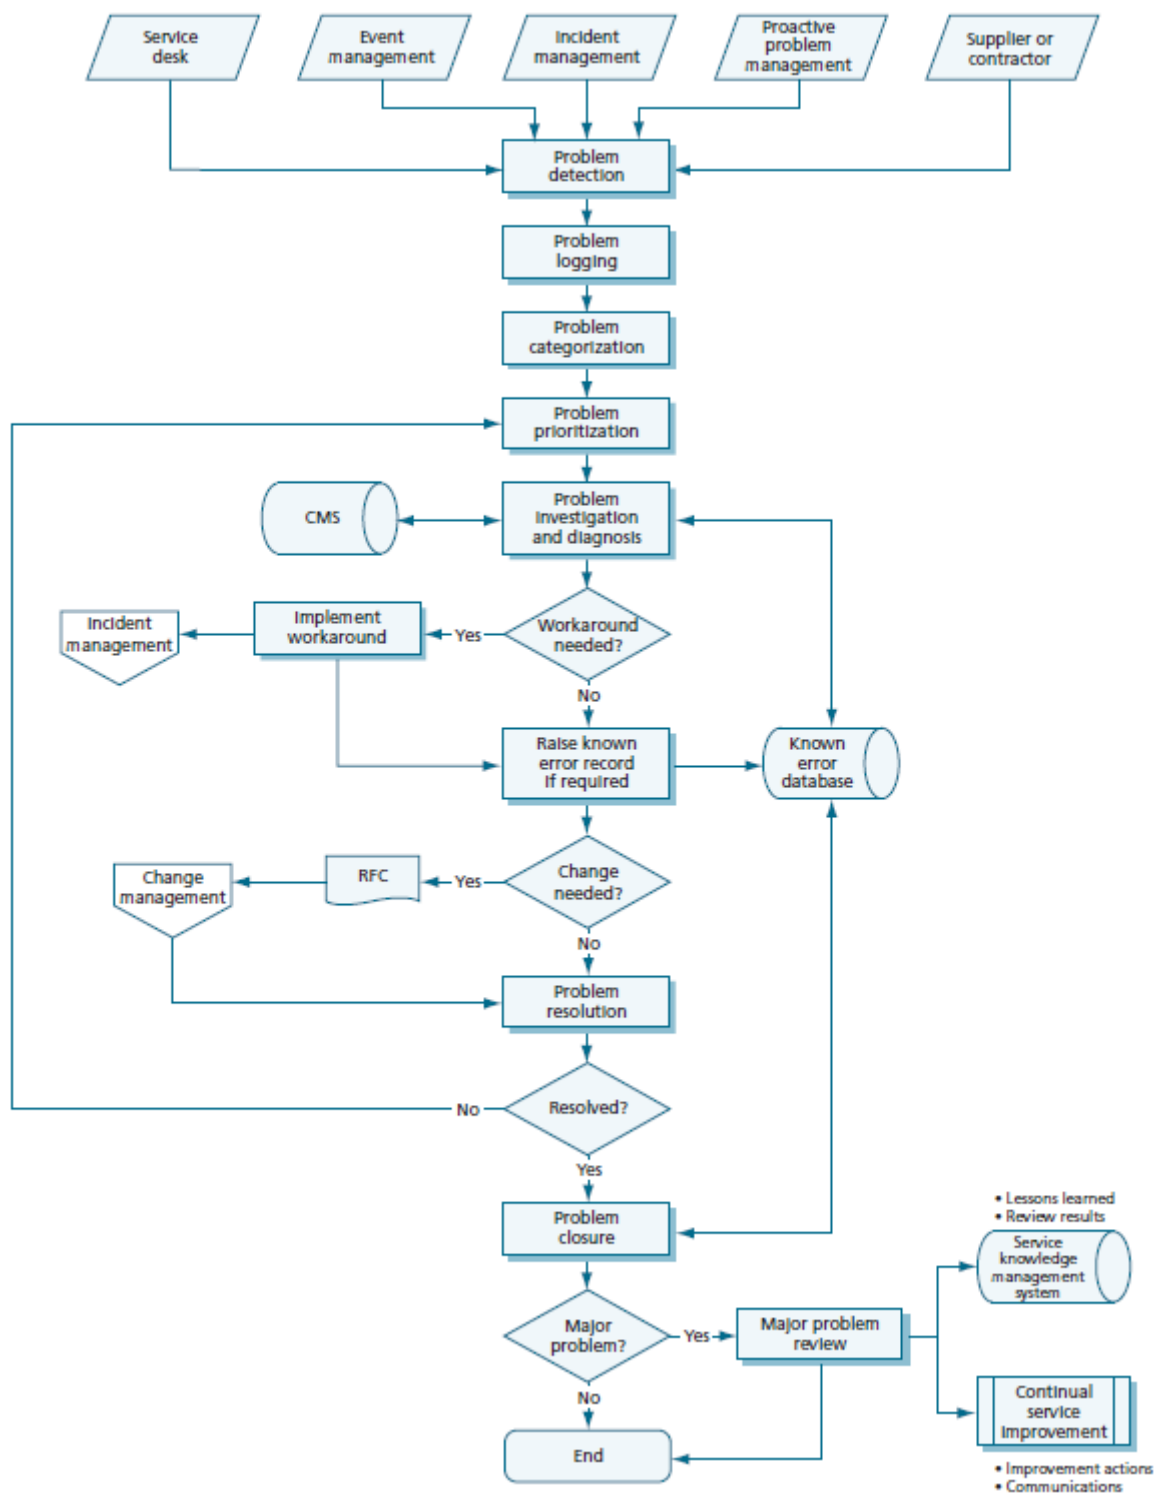 Service
desk
Event
management
Incident
management
Proactive
problem
management
Supplier or
contractor
Problem
detection
Problem
logging
Problem
categorization
Problem
prioritization
CMS
Problem
investigation
and diagnosis
Incident
management
Implement
workaround
Yes
Workaround
needed?
No
Raise known
error record
if required
Known
error
database
Change
management
RFC
Yes
Change
needed?
No
Problem
resolution
No
Resolved?
Yes
Problem
closure
• Lessons learned
• Review results
Service
knowledge
management
system
Major
problem?
Yes
Major problem
review
No
Continual
service
improvement
End
• Improvement actions
• Communications